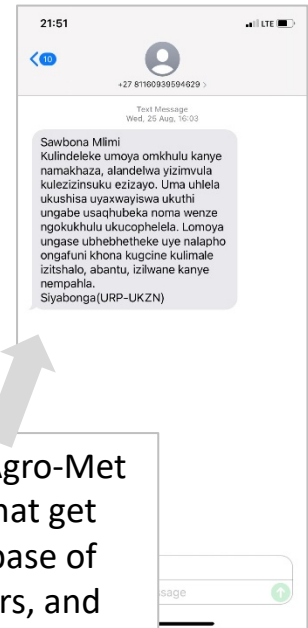 21:51
LTE
10
+27 81160939594629 >
Text Message
Wed, 25 Aug, 16:03
Sawbona Mlimi
Kulindeleke umoya omkhulu kanye
namakhaza, alandelwa yizimvula
kulezizinsuku ezizayo. Uma uhlela
ukushisa uyaxwayiswa ukuthi
ungabe usaqhubeka noma wenze
ngokukhulu ukucophelela. Lomoya
ungase ubhebhetheke uye nalapho
ongafuni khona kugcine kulimale
izitshalo, abantu, izilwane kanye
nempahla.
Siyabonga(URP-UKZN)
Agro-Met
hat get
base of
rs, and
sage